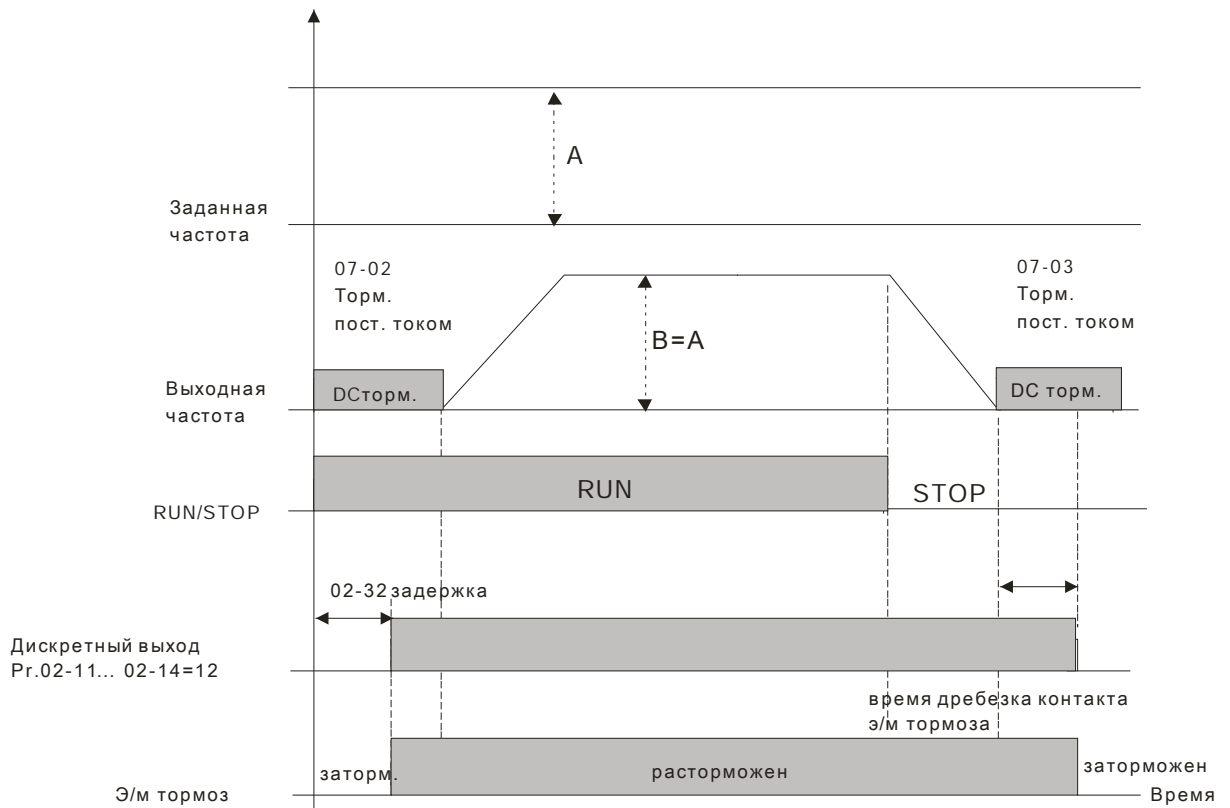 A
Заданная
частота
07-02
Торм.
пост. током
07-03
Торм.
пост. током
B=A
Выходная
частота
DCторм.
DC торм.
RUN
STOP
RUN/STOP
02-32 задержка
Дискретный выход
Pr.02-11... 02-14=12
время дребезка контакта
э/м тормоза
заторм.
расторможен
заторможен
Э/м тормоз
Время